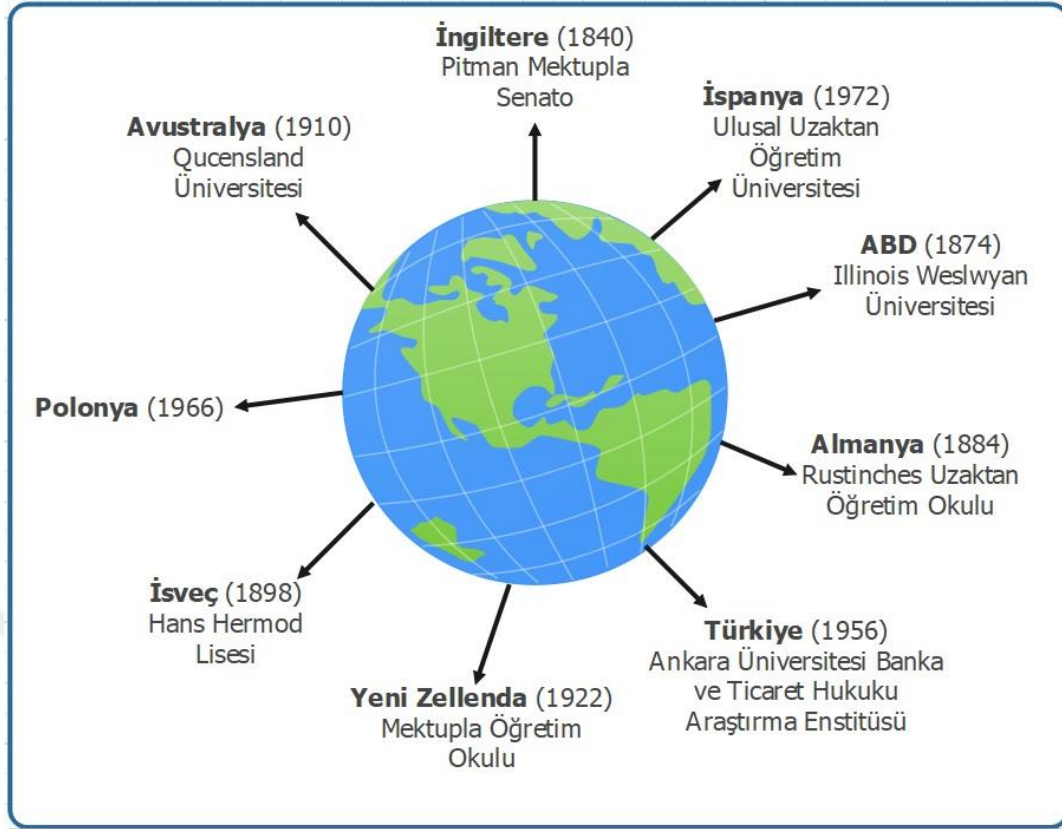 İngiltere (1840)
Pitman Mektupla
Senato
İspanya (1972)
Ulusal Uzaktan
Öğretim
Üniversitesi
Avustralya (1910)
Qucensland
Üniversitesi
ABD (1874)
Illinois Weslwyan
Üniversitesi
Polonya (1966)
Almanya (1884)
Rustinches Uzaktan
Öğretim Okulu
İsveç (1898)
Hans Hermod
Lisesi
Türkiye (1956)
Ankara Üniversitesi Banka
ve Ticaret Hukuku
Araştırma Enstitüsü
Yeni Zellenda (1922)
Mektupla Öğretim
Okulu